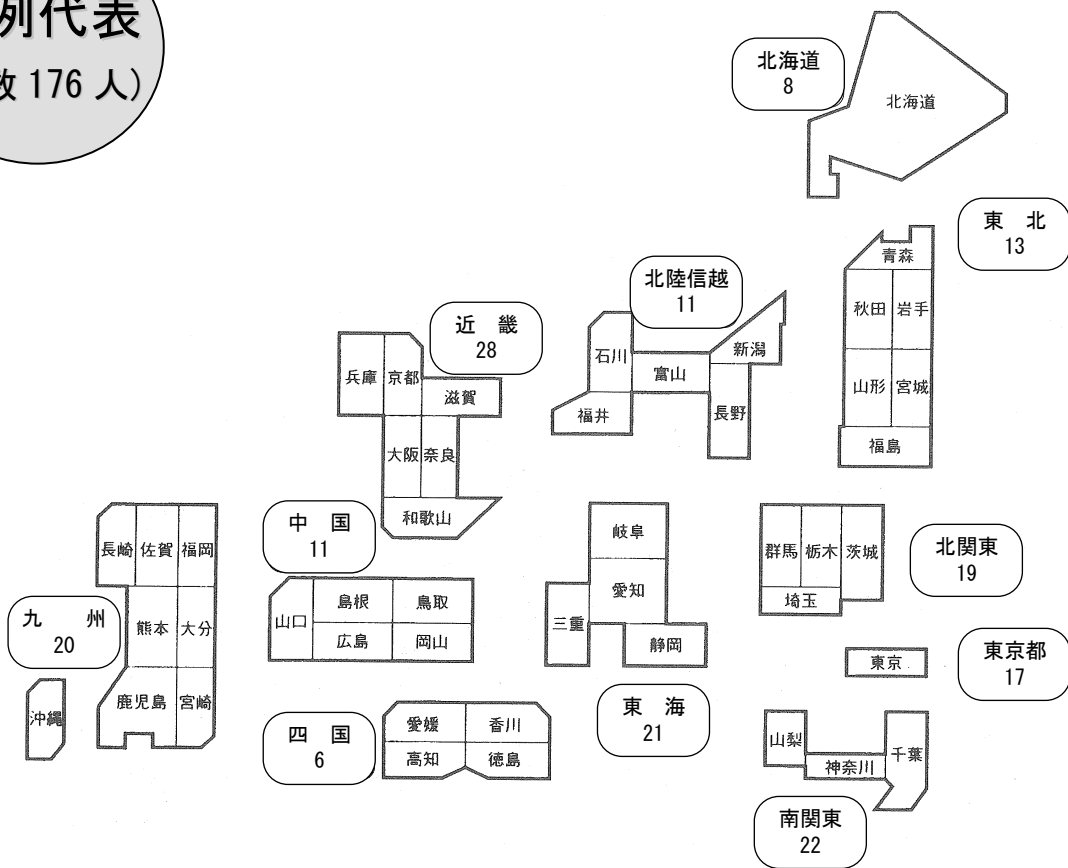 例代表
数 176 人)
北海道
8
北海道
東 北
13
青森
秋田 岩手
山形 宮城
福島
北陸信越
11
石川
富山
新潟
福井
長野
近 畿
28
兵庫 京都
滋賀
大阪 奈良
和歌山
中 国
11
山口
島根 鳥取
広島 岡山
岐阜
愛知
三重
静岡
東 海
21
群馬 栃木 茨城
埼玉
北関東
19
東京
東京都
17
山梨
神奈川
千葉
南関東
22
長崎 佐賀 福岡
熊本 大分
鹿児島 宮崎
沖縄
九 州
20
四 国
6
愛媛 香川
高知 徳島